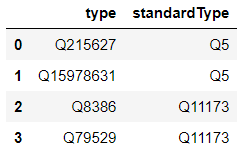 type standardType
0 Q215627 Q5
1 Q15978631 Q5
2 Q8386 Q11173
3 Q79529 Q11173